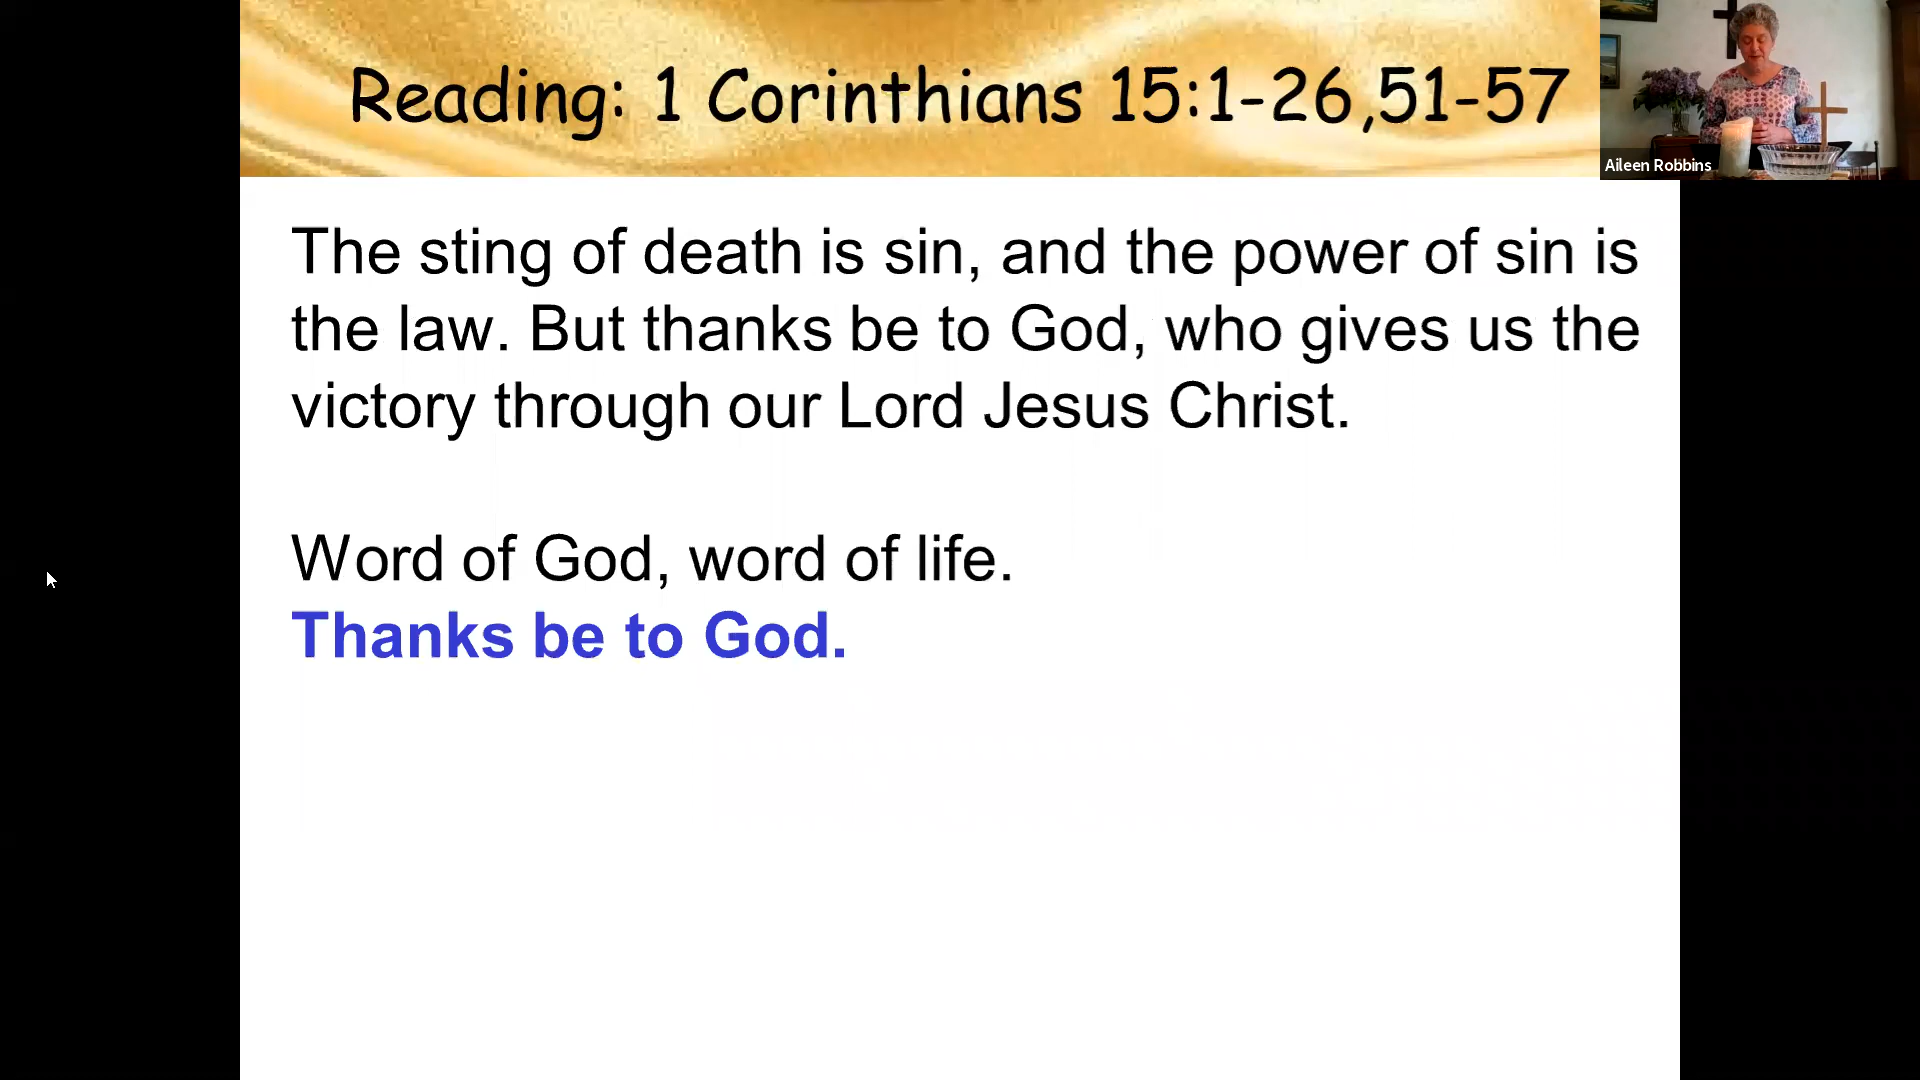 Reading: 1 Corinthians 15:1-26,51-57
Aileen Robbins
The sting of death is sin, and the power of sin is
the law. But thanks be to God, who gives us the
victory through our Lord Jesus Christ.
Word of God, word of life.
Thanks be to God.